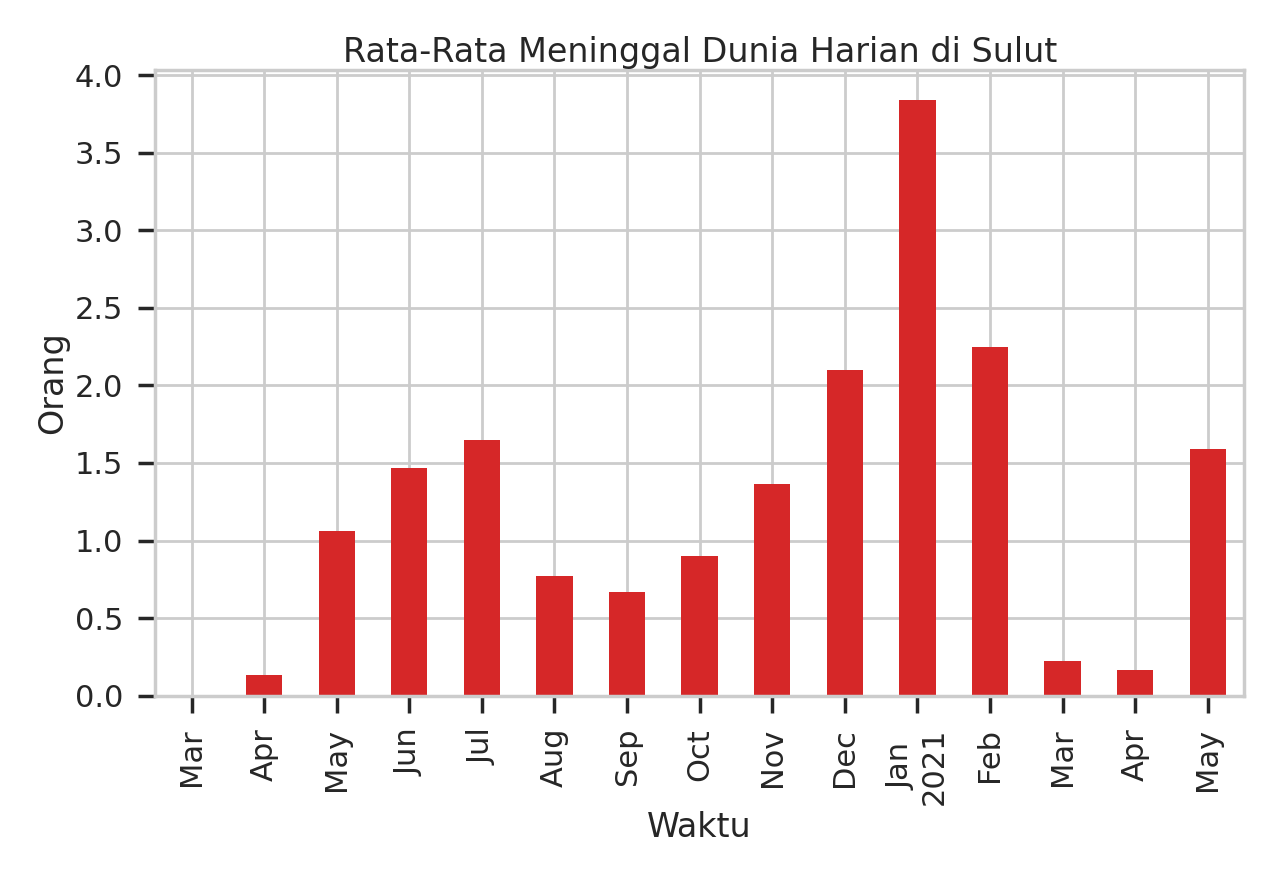 Rata-Rata Meninggal Dunia Harian di Sulut
4.0
3.5
3.0
2.5
2.0
1.5
1.0
0.5
0.0
Orang
Mar
Apr
May
Jun
Jul
Aug
Sep
Oct
Nov
Dec
Jan
2021
Feb
Mar
Apr
May
Waktu